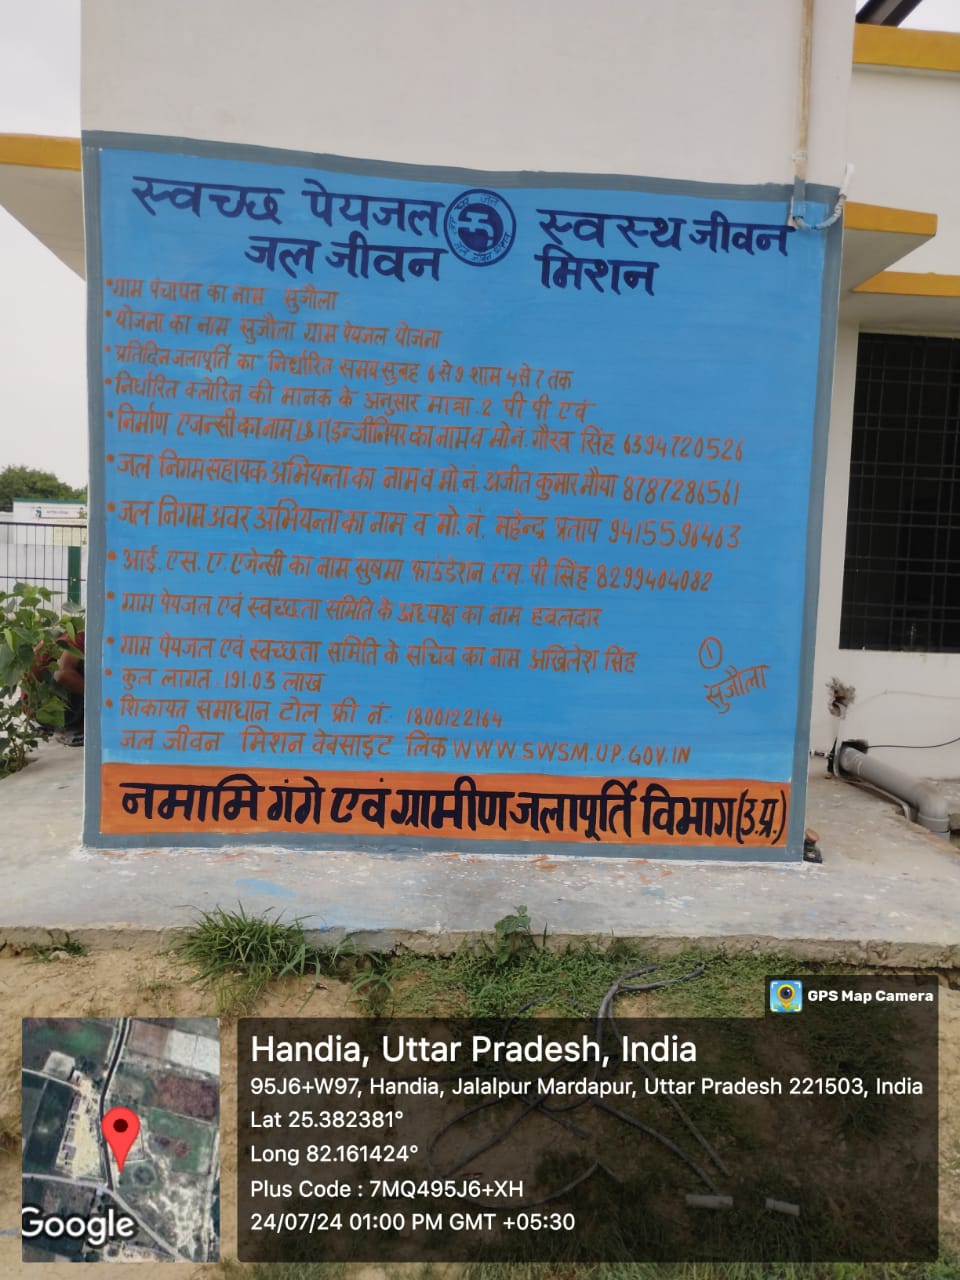 स्वच्छ पेयजल स्वस्थ जीवन
जल जीवन मिशन
•ग्राम पंचायत का नाम सुजौला
•योजना का नाम सुजौला ग्राम पेयजल योजना
•प्रतिदिन जलापूर्ति का निर्धारित समय सुबह 6 से 9 शाम 4 से 7 तक
•निर्धारित क्लोरिन की मानक के अनुसार मात्रा-2 पी पी एवं
•निर्माण एजन्सी का नाम L&T(इन्जीनियर का नाम व मो.नं. गौरव सिंह 6394720526
•जल निगम सहायक अभियन्ता का नाम व मो.नं. अजीत कुमार मौर्या 8787286561
•जल निगम अवर अभियन्ता का नाम व मो.नं. महेन्द्र प्रताप 9415596463
•आई.एस.ए.एजेन्सी का नाम सुषमा फाउंडेशन एम.पी सिंह 8299404082
•ग्राम पेयजल एवं स्वच्छता समिति के अध्यक्ष का नाम हवलदार
•ग्राम पेयजल एवं स्वच्छता समिति के सचिव का नाम अखिलेश सिंह
•कुल लागत.191.03 लाख
•शिकायत समाधान टोल फ्री नं.- 1800122164
जल जीवन मिशन वेबसाइट लिंक WWW.SWSM.UP.GOV.IN
1
सुजौला
नमामि गंगे एवं ग्रामीण जलापूर्ति विभाग(उ.प्र.)
GPS Map Camera
Handia, Uttar Pradesh, India
95J6+W97, Handia, Jalalpur Mardapur, Uttar Pradesh 221503, India
Lat 25.382381°
Long 82.161424°
Plus Code : 7MQ495J6+XH
24/07/24 01:00 PM GMT +05:30
Google